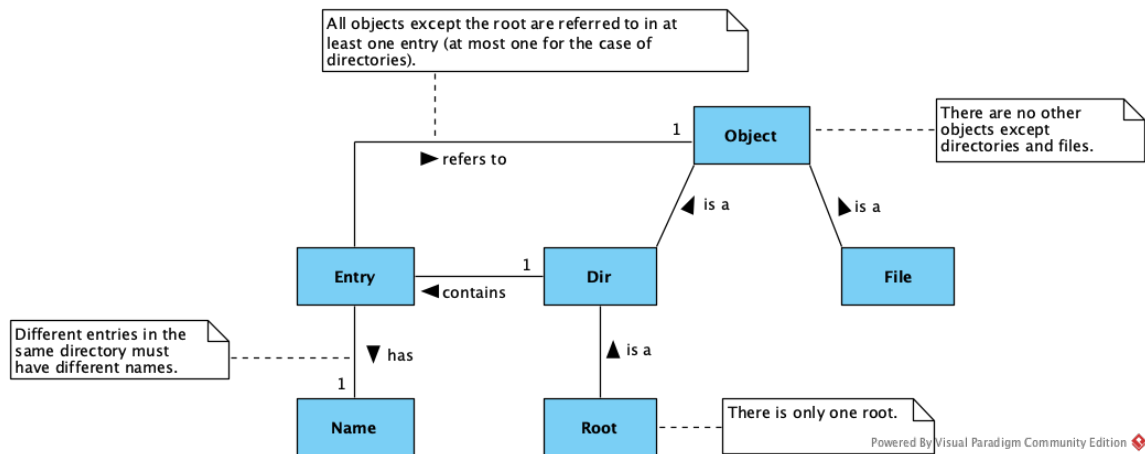 All objects except the root are referred to in at
least one entry (at most one for the case of
directories).
There are no other
objects except
directories and files.
1
Object
refers to
is a
is a
Entry
1
contains
Dir
File
Different entries in the
same directory must
have different names.
has
is a
1
Name
Root
There is only one root.
Powered By Visual Paradigm Community Edition